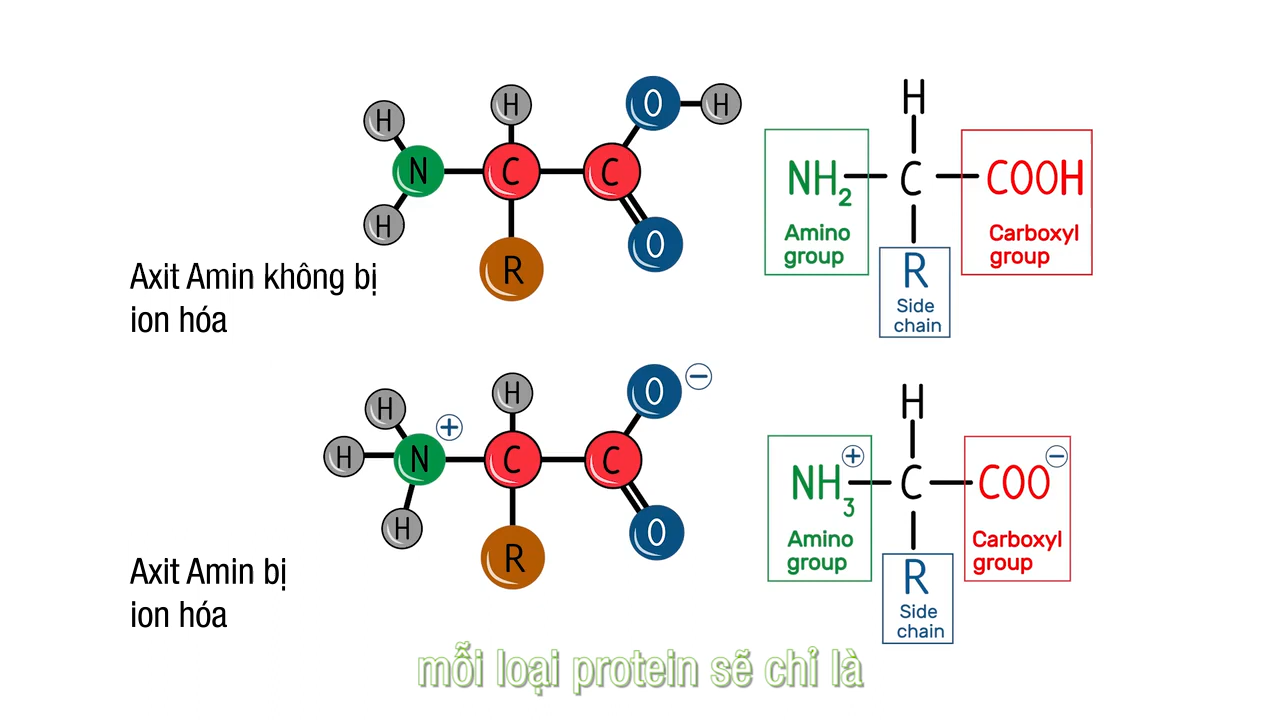 H
H
O
H
N
C
C
H
O
R
Axit Amin không bị
ion hóa
H
NH2
C
COOH
Amino
group
Carboxyl
group
R
Side
chain
H
H
O −
H
N +
C
C
H
O
R
Axit Amin bị
ion hóa
H
NH3 +
C
COO −
Amino
group
Carboxyl
group
R
Side
chain
mỗi loại protein sẽ chỉ là